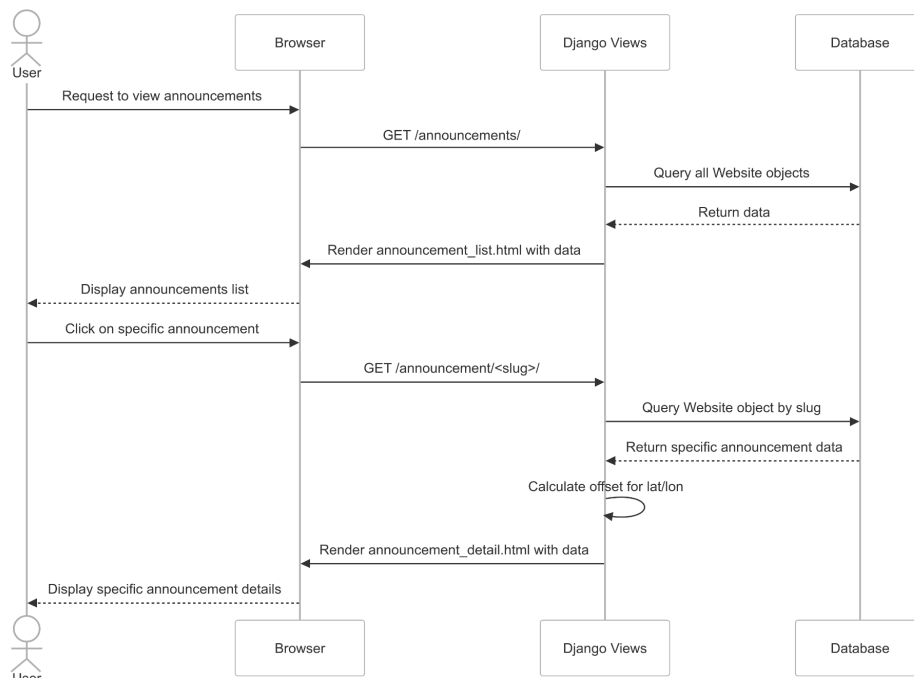 Browser
Django Views
Database
User
Request to view announcements
GET /announcements/
Query all Website objects
Return data
Render announcement_list.html with data
Display announcements list
Click on specific announcement
GET /announcement/<slug>/
Query Website object by slug
Return specific announcement data
Calculate offset for lat/lon
Render announcement_detail.html with data
Display specific announcement details
Browser
Django Views
Database
User